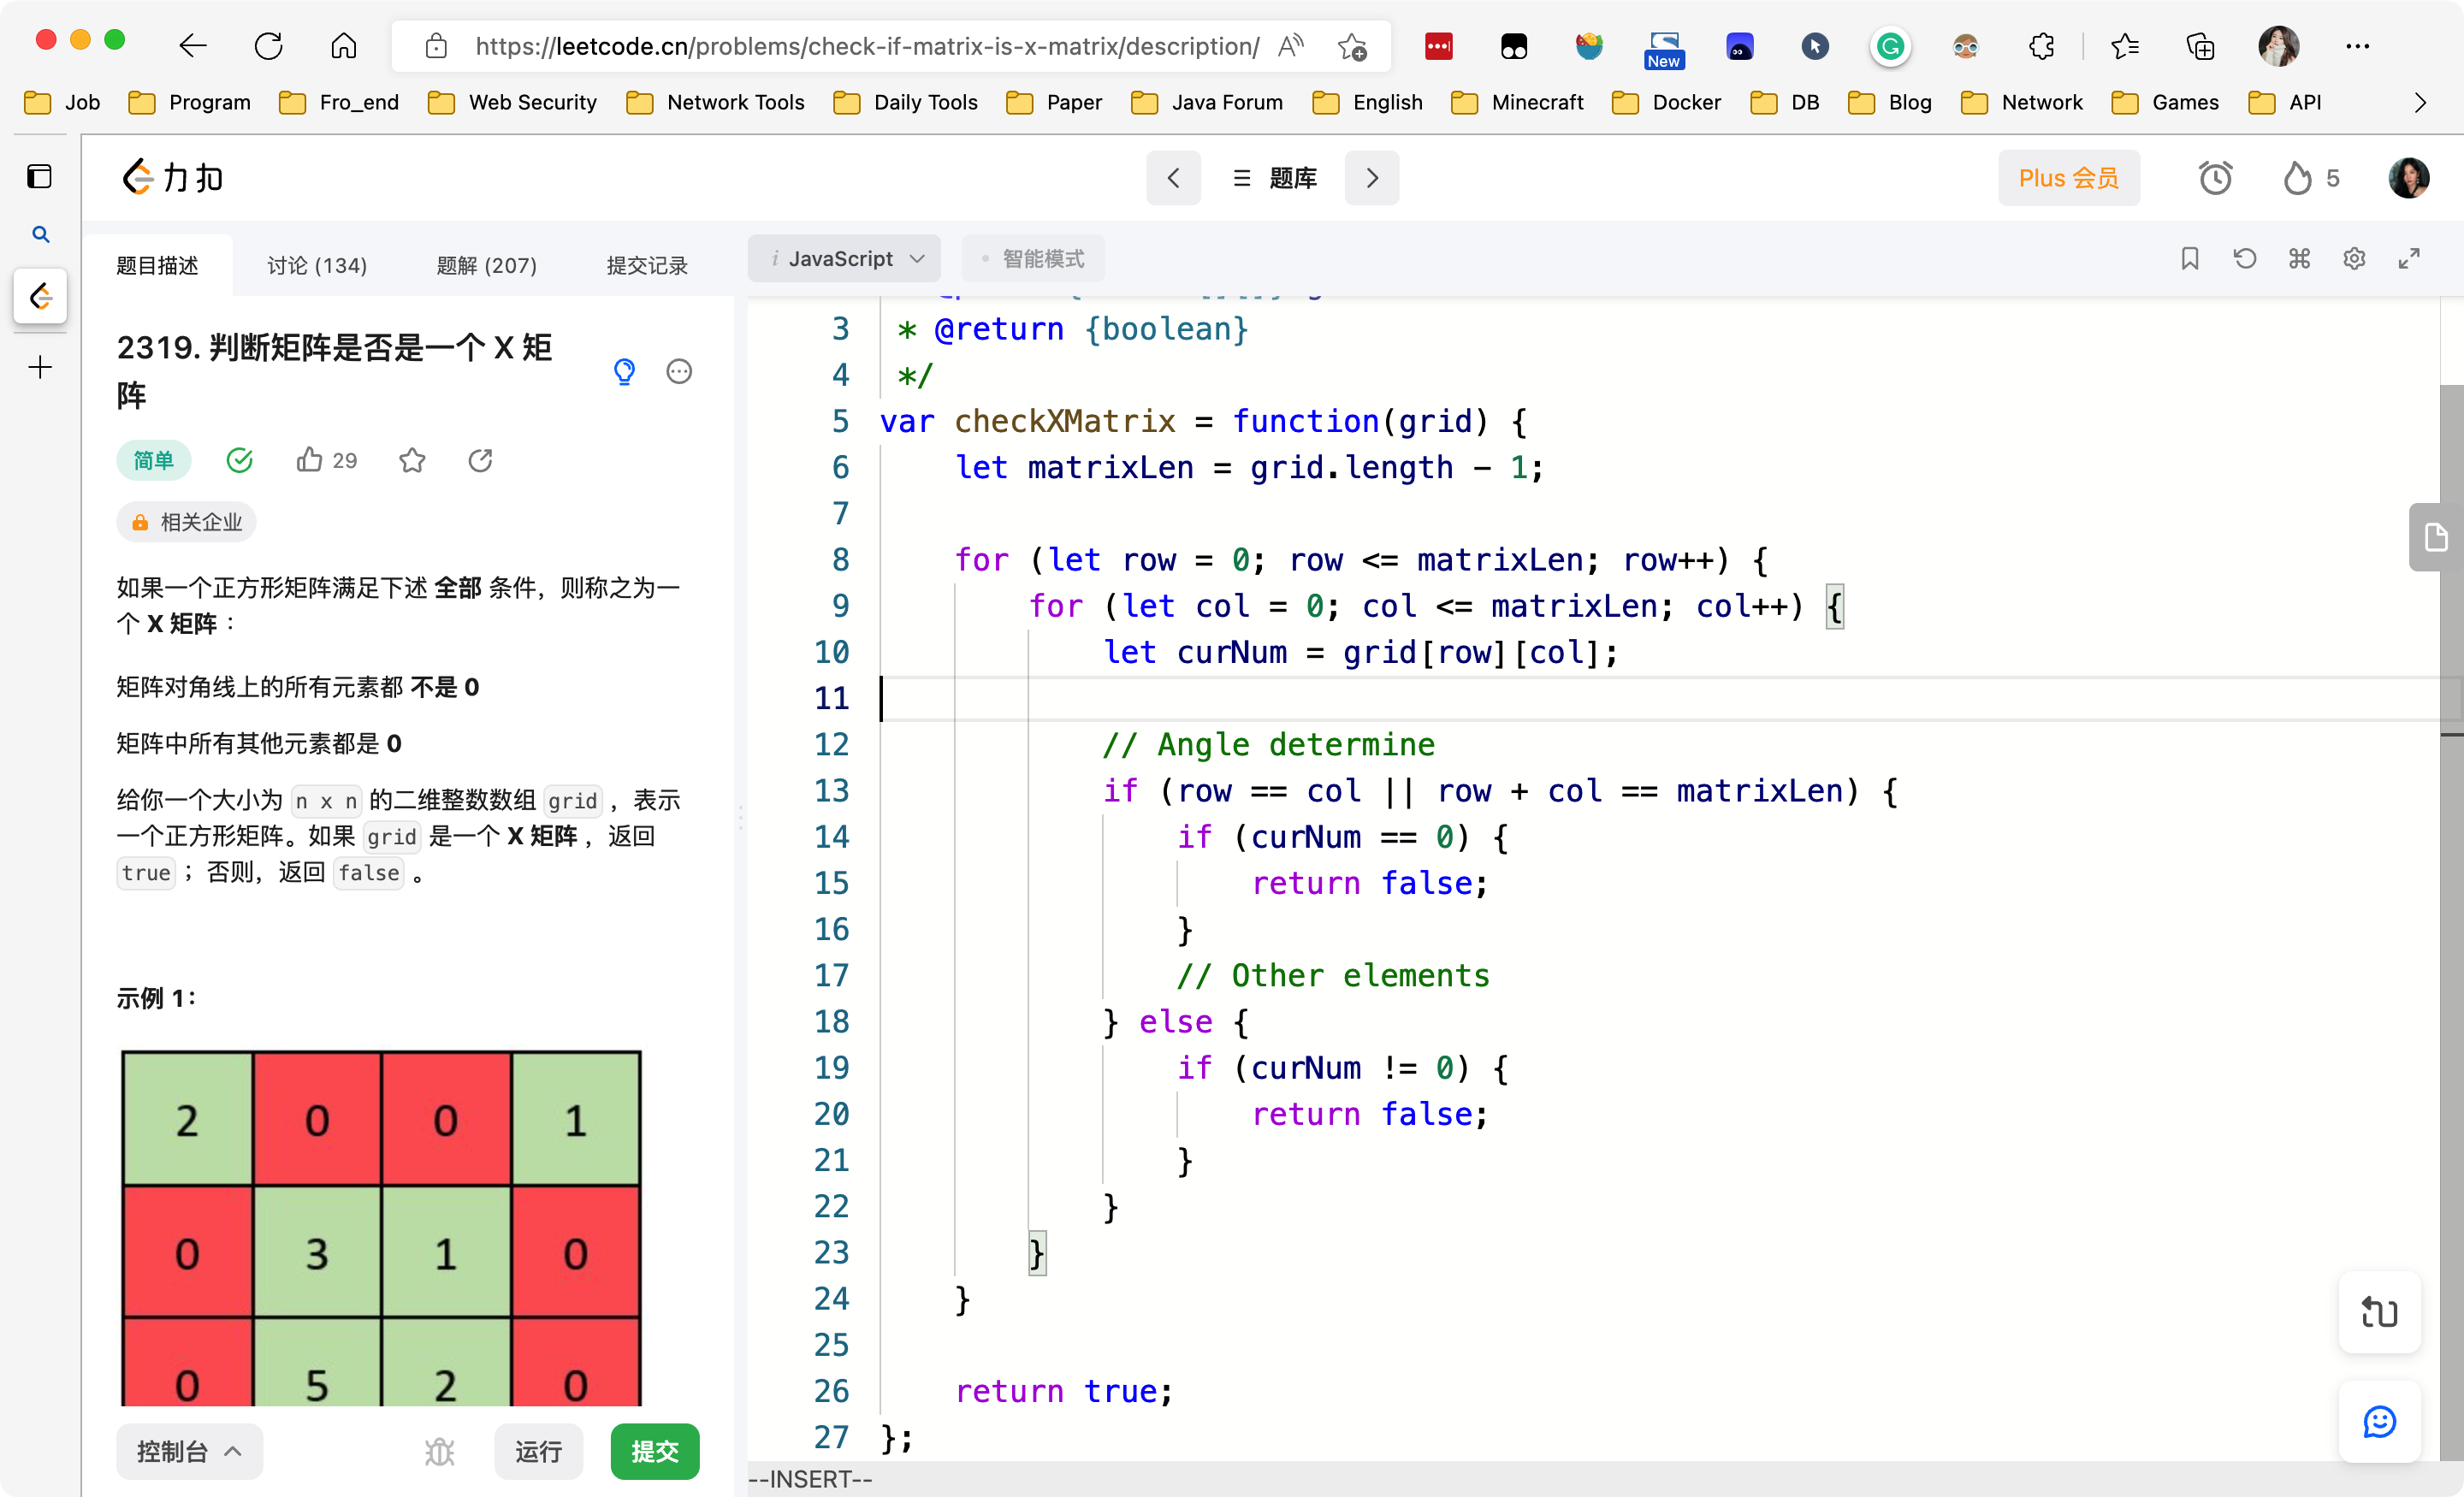 https://leetcode.cn/problems/check-if-matrix-is-x-matrix/description/
New
Job Program Fro_end Web Security Network Tools Daily Tools Paper Java Forum English Minecraft Docker DB Blog Network Games API
力扣
题库
Plus 会员
5
题目描述 讨论 (134) 题解 (207) 提交记录
2319. 判断矩阵是否是一个 X 矩
阵
简单 29
相关企业
如果一个正方形矩阵满足下述 全部 条件，则称之为一
个 X 矩阵：
矩阵对角线上的所有元素都 不是 0
矩阵中所有其他元素都是 0
给你一个大小为 n x n 的二维整数数组 grid ，表示
一个正方形矩阵。如果 grid 是一个 X 矩阵 ，返回
true ；否则，返回 false 。
示例 1：
2 0 0 1
0 3 1 0
0 5 2 0
控制台 运行 提交
i JavaScript 智能模式
3 * @return {boolean}
4 */
5 var checkXMatrix = function(grid) {
6 let matrixLen = grid.length - 1;
7
8 for (let row = 0; row <= matrixLen; row++) {
9 for (let col = 0; col <= matrixLen; col++) {
10 let curNum = grid[row][col];
11
12 // Angle determine
13 if (row == col || row + col == matrixLen) {
14 if (curNum == 0) {
15 return false;
16 }
17 // Other elements
18 } else {
19 if (curNum != 0) {
20 return false;
21 }
22 }
23 }
24 }
25
26 return true;
27 };
--INSERT--